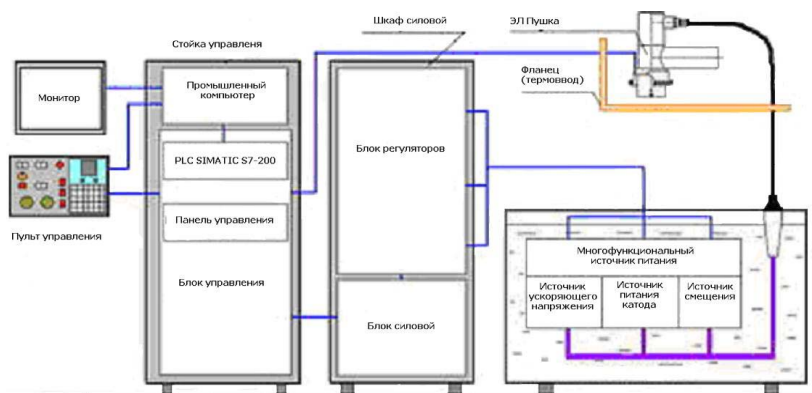 Шкаф силовой
ЭЛ Пушка
Стойка управленя
Фланец
(термоввод)
Монитор
Промышленный
компьютер
Блок регуляторов
PLC SIMATIC S7-200
Пульт управления
Панель управления
Многофункциональный
источник питания
Блок управления
Источник
ускоряющего
напряжения
Источник
питания
катода
Источник
смещения
Блок силовой